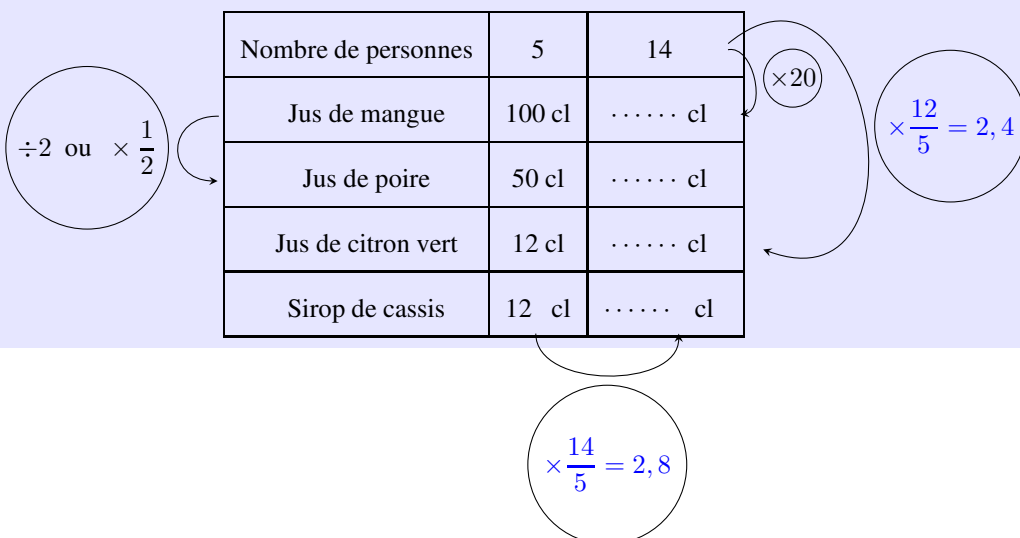 Nombre de personnes 5 14
×20
×12/5 = 2,4
Jus de mangue 100 cl ······ cl
÷2 ou ×1/2
Jus de poire 50 cl ······ cl
Jus de citron vert 12 cl ······ cl
Sirop de cassis 12 cl ······ cl
×14/5 = 2,8